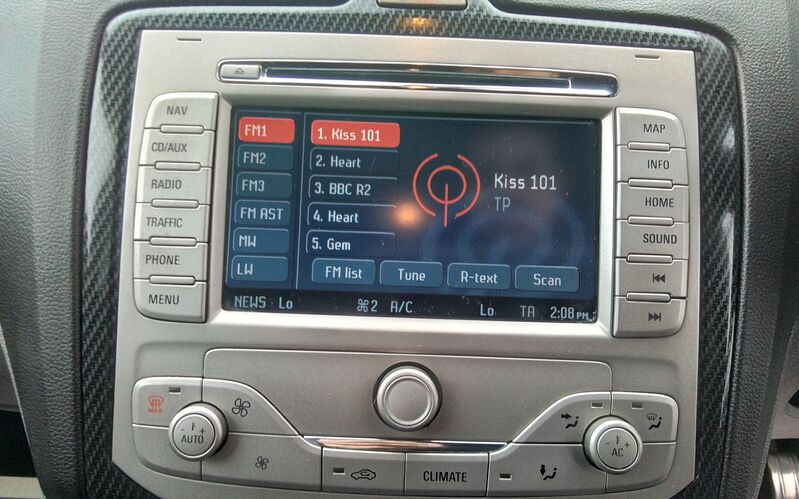 NAV
CD/AUX
RADIO
TRAFFIC
PHONE
MENU
FM1
FM2
FM3
FM AST
MW
LW
1. Kiss 101
2. Heart
3. BBC R2
4. Heart
5. Gem
Kiss 101
TP
FM list
Tune
R-text
Scan
NEWS Lo
2 A/C
Lo TA 2:08 PM
MAP
INFO
HOME
SOUND
MAX
- +
AUTO
CLIMATE
- +
AC